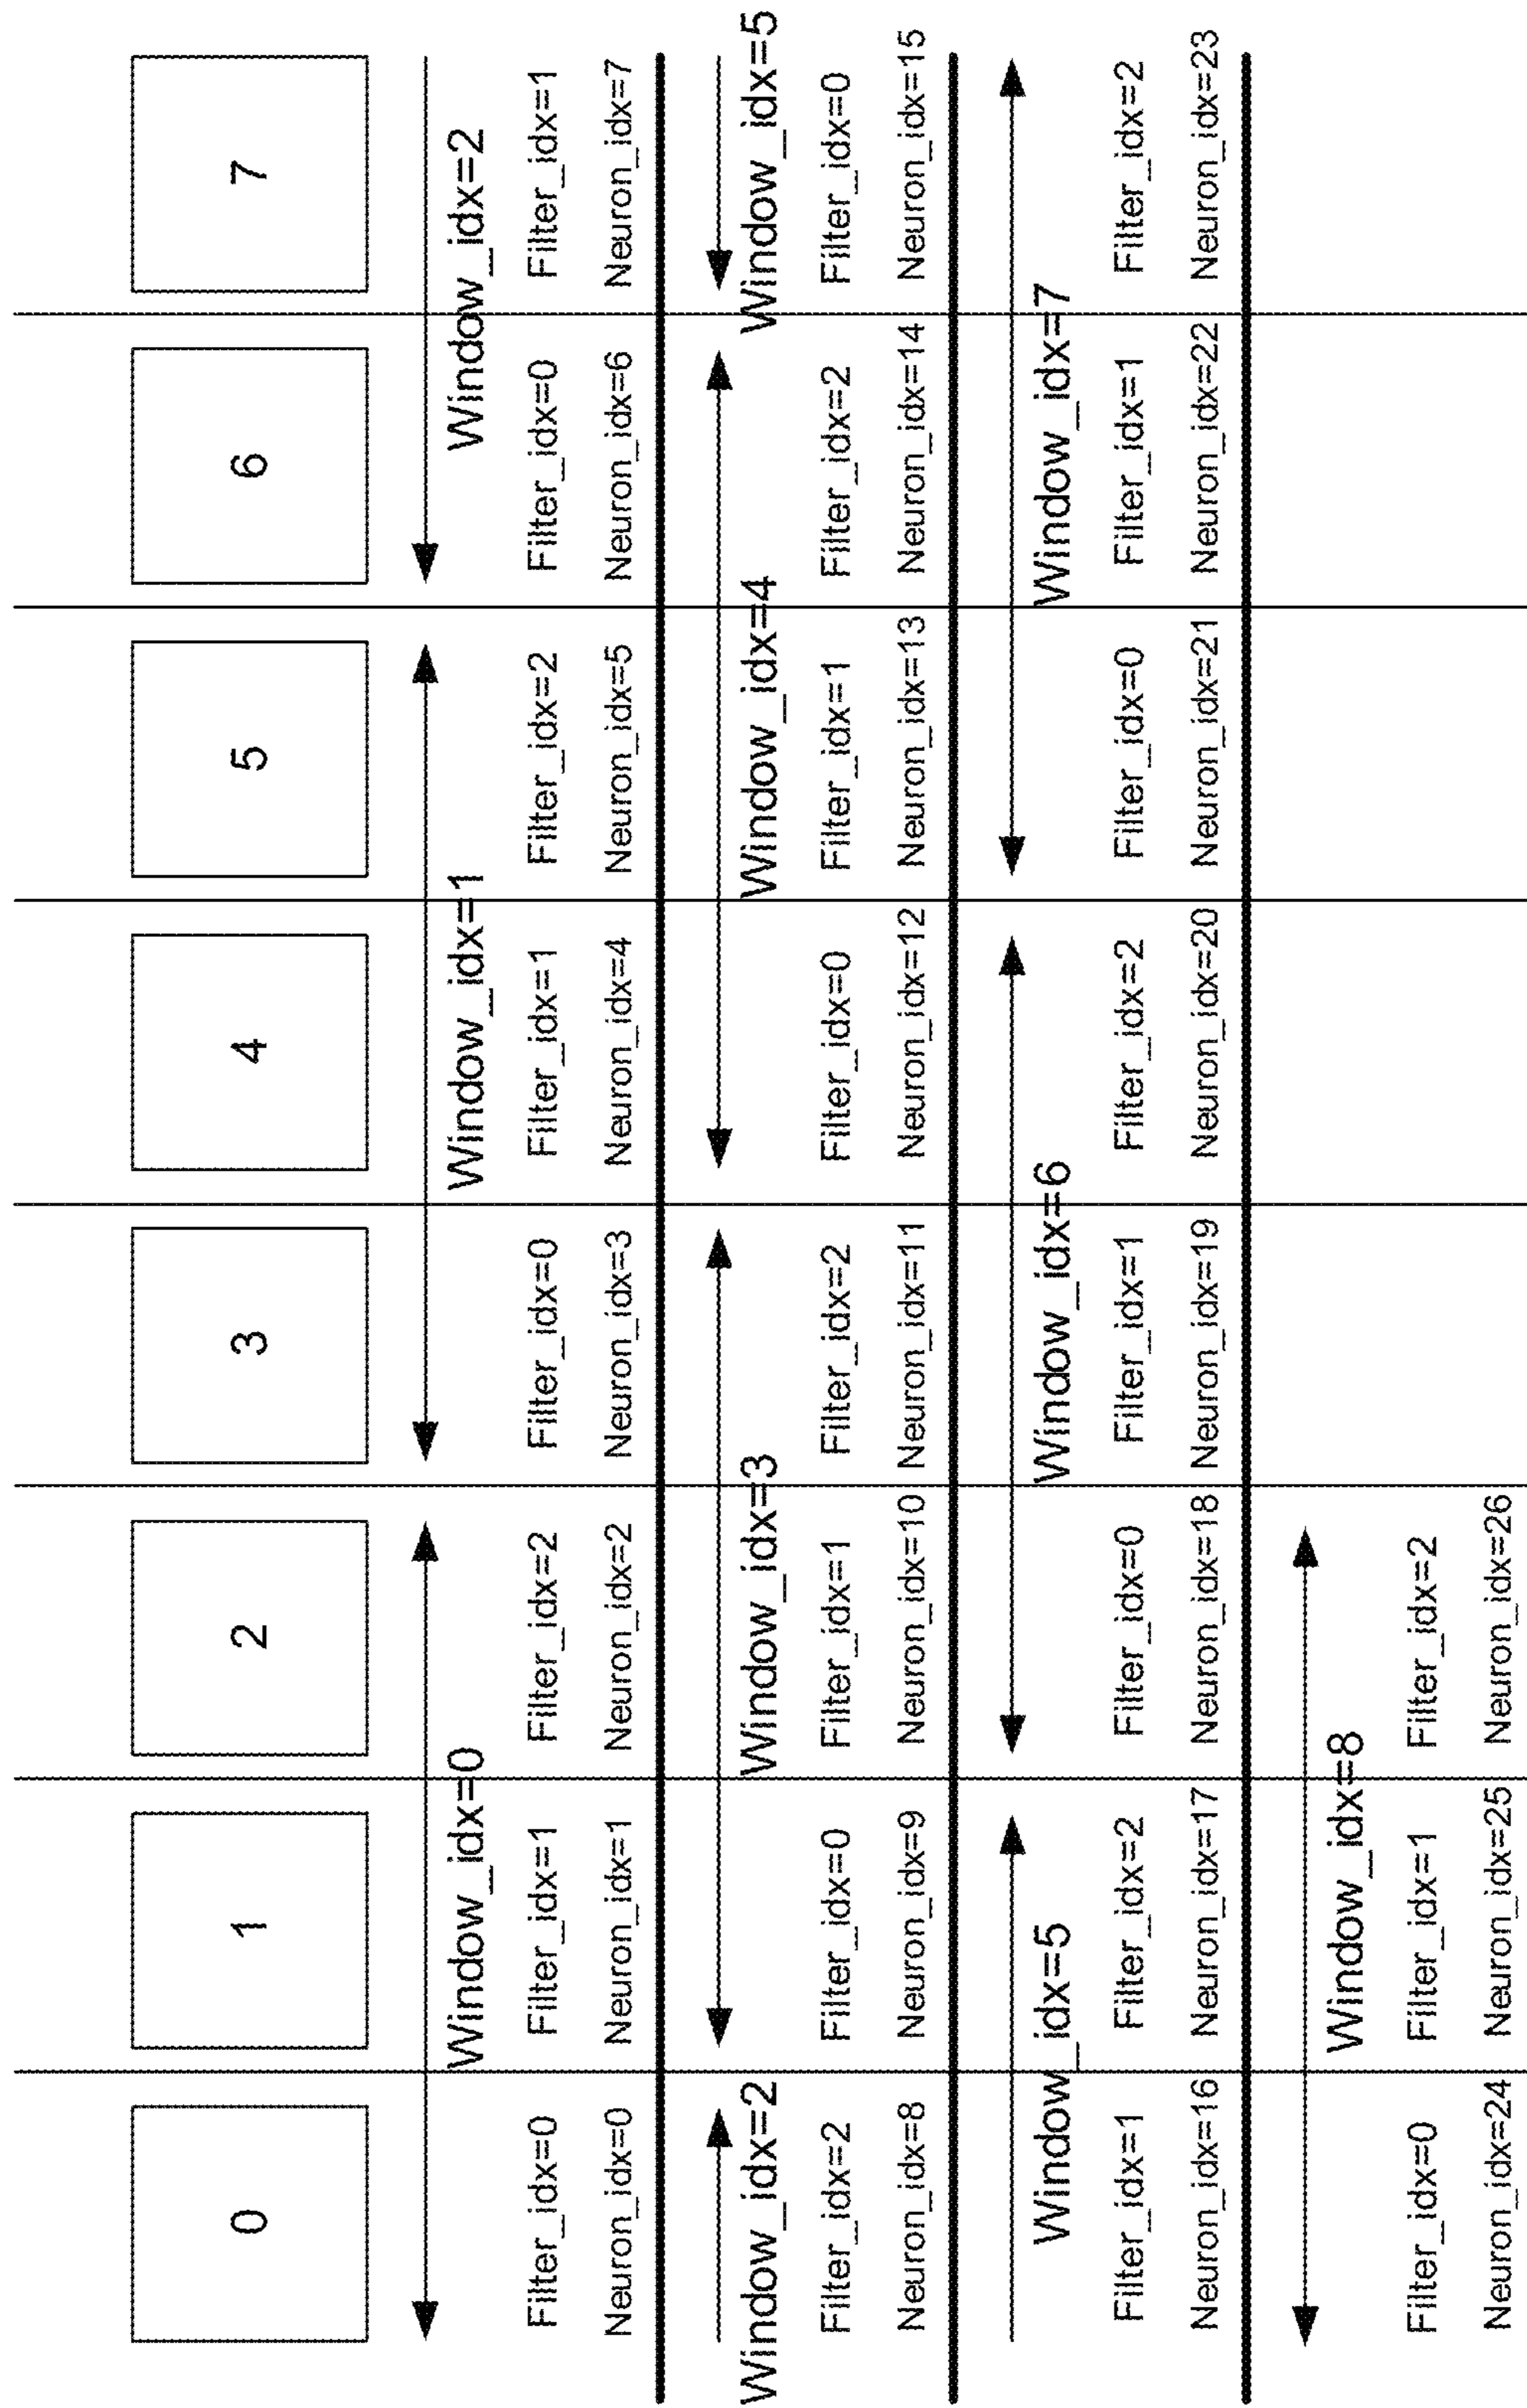 0 1 2 3 4 5 6 7
Window_idx=0 Window_idx=1 Window_idx=2
Filter_idx=0 Filter_idx=1 Filter_idx=2 Filter_idx=0 Filter_idx=1 Filter_idx=2 Filter_idx=0 Filter_idx=1
Neuron_idx=0 Neuron_idx=1 Neuron_idx=2 Neuron_idx=3 Neuron_idx=4 Neuron_idx=5 Neuron_idx=6 Neuron_idx=7
Window_idx=2 Window_idx=3 Window_idx=4 Window_idx=5
Filter_idx=2 Filter_idx=0 Filter_idx=1 Filter_idx=2 Filter_idx=0 Filter_idx=1 Filter_idx=2 Filter_idx=0
Neuron_idx=8 Neuron_idx=9 Neuron_idx=10 Neuron_idx=11 Neuron_idx=12 Neuron_idx=13 Neuron_idx=14 Neuron_idx=15
Window_idx=5 Window_idx=6 Window_idx=7
Filter_idx=1 Filter_idx=2 Filter_idx=0 Filter_idx=1 Filter_idx=2 Filter_idx=0 Filter_idx=1 Filter_idx=2
Neuron_idx=16 Neuron_idx=17 Neuron_idx=18 Neuron_idx=19 Neuron_idx=20 Neuron_idx=21 Neuron_idx=22 Neuron_idx=23
Window_idx=8
Filter_idx=0 Filter_idx=1 Filter_idx=2
Neuron_idx=24 Neuron_idx=25 Neuron_idx=26